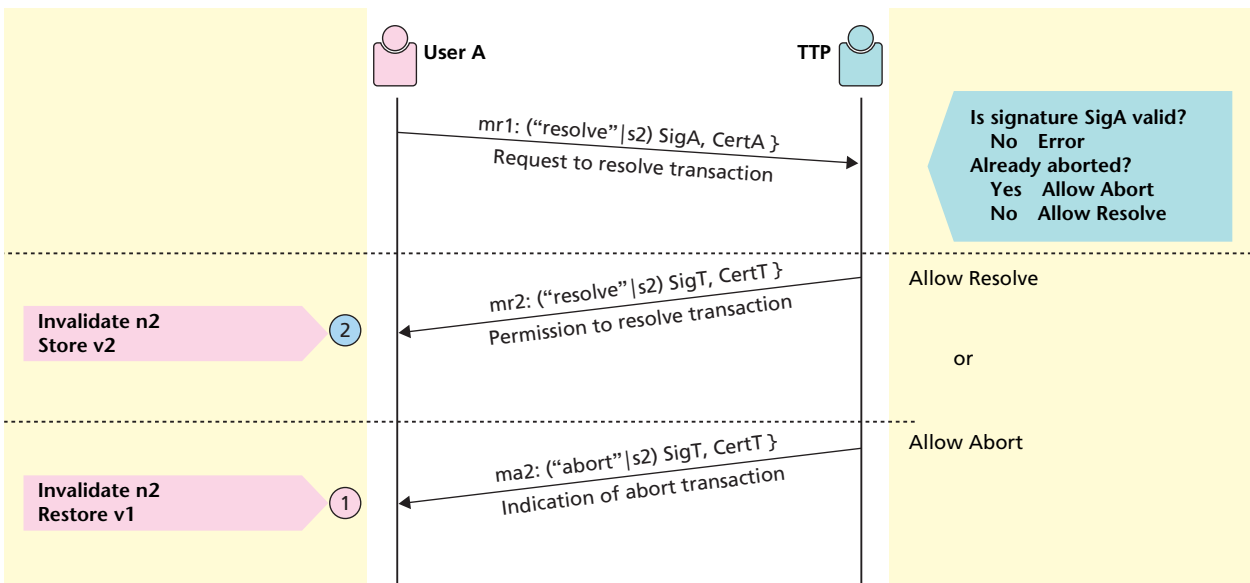 User A
TTP
mr1: (“resolve”|s2) SigA, CertA }
Request to resolve transaction
Is signature SigA valid?
No Error
Already aborted?
Yes Allow Abort
No Allow Resolve
mr2: (“resolve”|s2) SigT, CertT }
Permission to resolve transaction
Allow Resolve
Invalidate n2
Store v2
2
or
ma2: (“abort”|s2) SigT, CertT }
Indication of abort transaction
Allow Abort
Invalidate n2
Restore v1
1